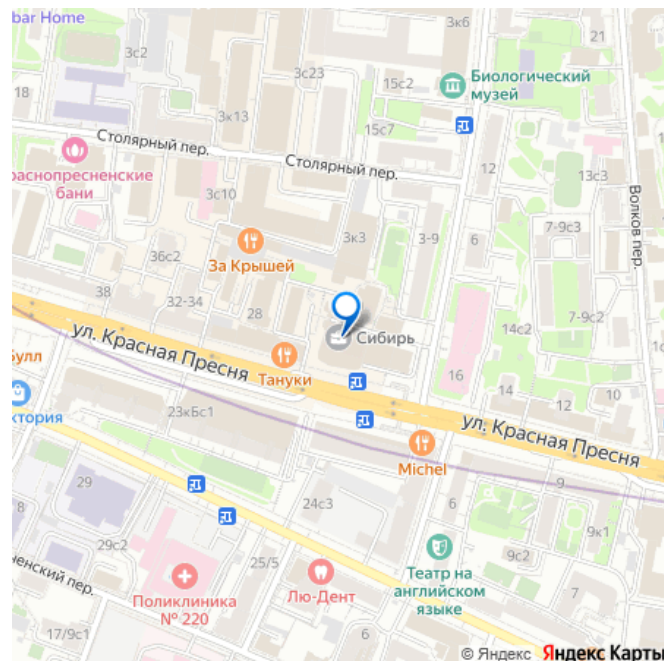 bar Home
3к6
21
3с2
3с23
15с2
Биологический
музей
18
3к13
15с7
Столярный пер.
Столярный пер.
12
раснопресненские
бани
3с10
13с3
Волков пер.
3к3
3-9
6
7-9с3
За Крышей
36с2
38
32-34
28
7-9с2
14с2
ул. Красная Пресня
Сибирь
булл
Тануки
16
14
12
10
ктория
23кБс1
ул. Красная Пресня
Michel
29
24с3
6
9
8
29с2
9к1
25/5
9с2
ненский пер.
Театр на
английском
языке
7
Поликлиника
№ 220
Лю-Дент
17/9с1
6
© Яндекс Яндекс Карты